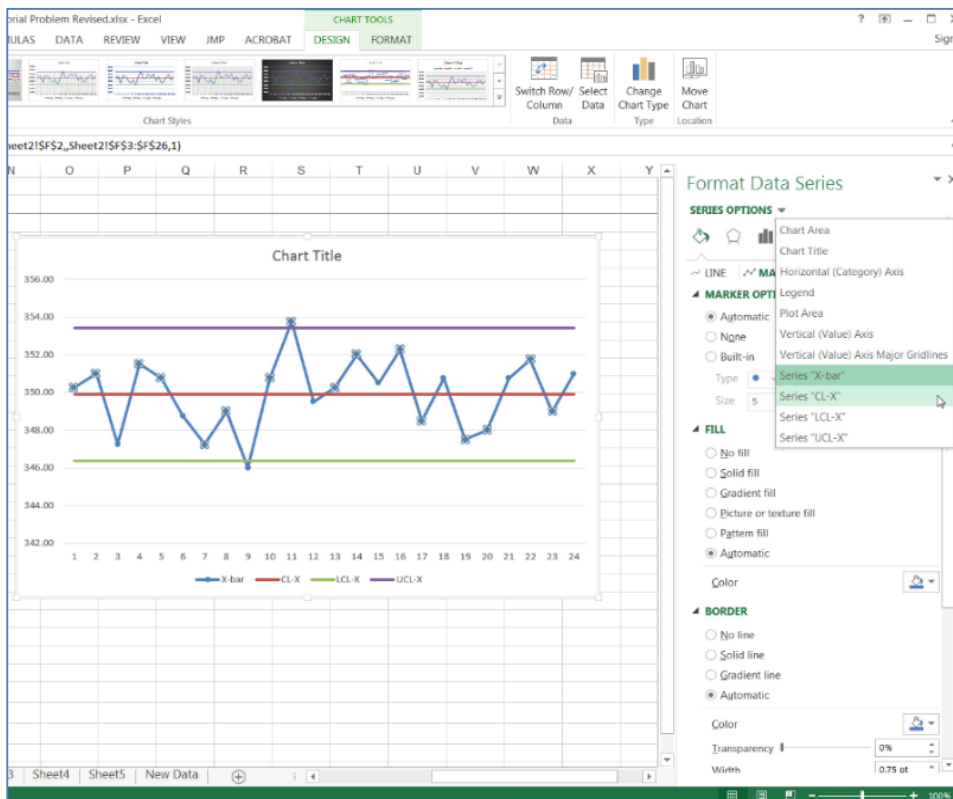 orial Problem Revised.xlsx - Excel
CHART TOOLS
?
MULAS DATA REVIEW VIEW JMP ACROBAT DESIGN FORMAT
Sign
Switch Row/ Column
Select Data
Change Chart Type
Move Chart
Chart Styles
Data
Type
Location
heet2!$F$2,,Sheet2!$F$3:$F$26,1)
N O P Q R S T U V W X Y
Chart Title
356.00
354.00
352.00
350.00
348.00
346.00
344.00
342.00
1 2 3 4 5 6 7 8 9 10 11 12 13 14 15 16 17 18 19 20 21 22 23 24
X-bar CL-X LCL-X UCL-X
Format Data Series
SERIES OPTIONS
Chart Area
Chart Title
Horizontal (Category) Axis
Legend
Plot Area
Vertical (Value) Axis
Vertical (Value) Axis Major Gridlines
Series "X-bar"
Series "CL-X"
Series "LCL-X"
Series "UCL-X"
LINE MA
MARKER OPTI
Automatic
None
Built-in
Type
Size 5
FILL
No fill
Solid fill
Gradient fill
Picture or texture fill
Pattern fill
Automatic
Color
BORDER
No line
Solid line
Gradient line
Automatic
Color
Transparency 0%
Width 0.75 pt
3 Sheet4 Sheet5 New Data
100%